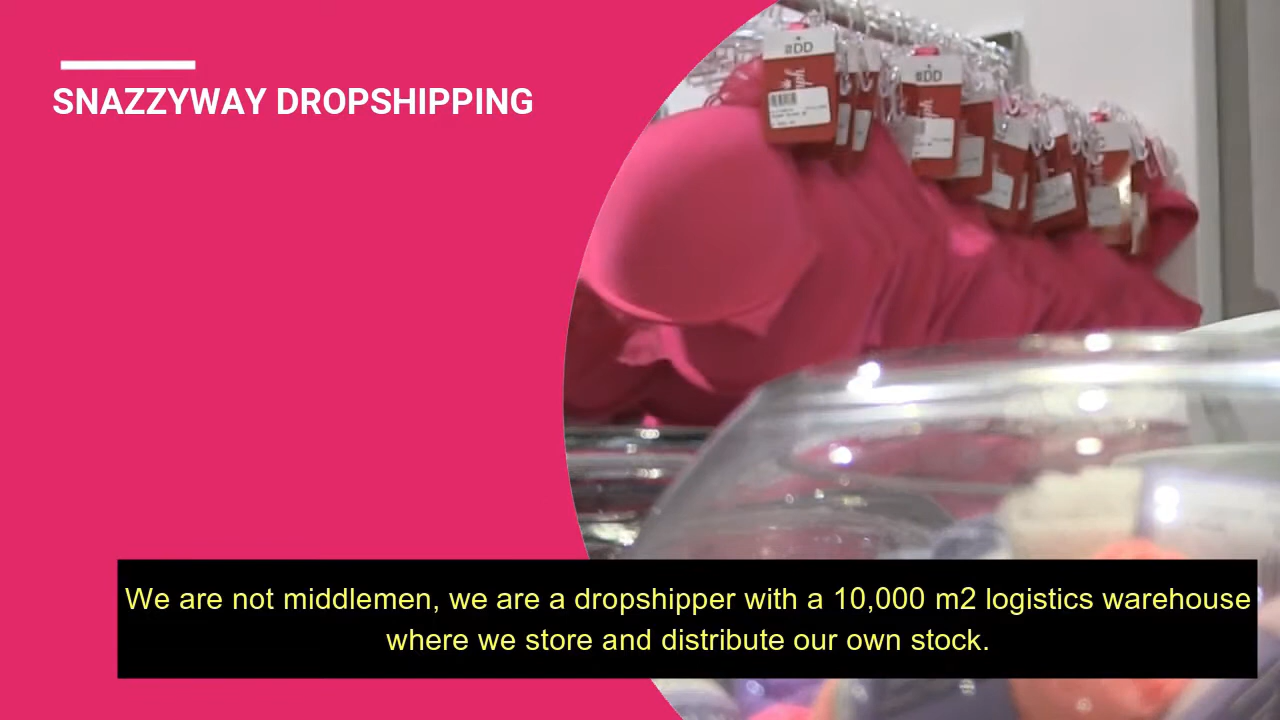 SNAZZYWAY DROPSHIPPING
We are not middlemen, we are a dropshipper with a 10,000 m2 logistics warehouse
where we store and distribute our own stock.